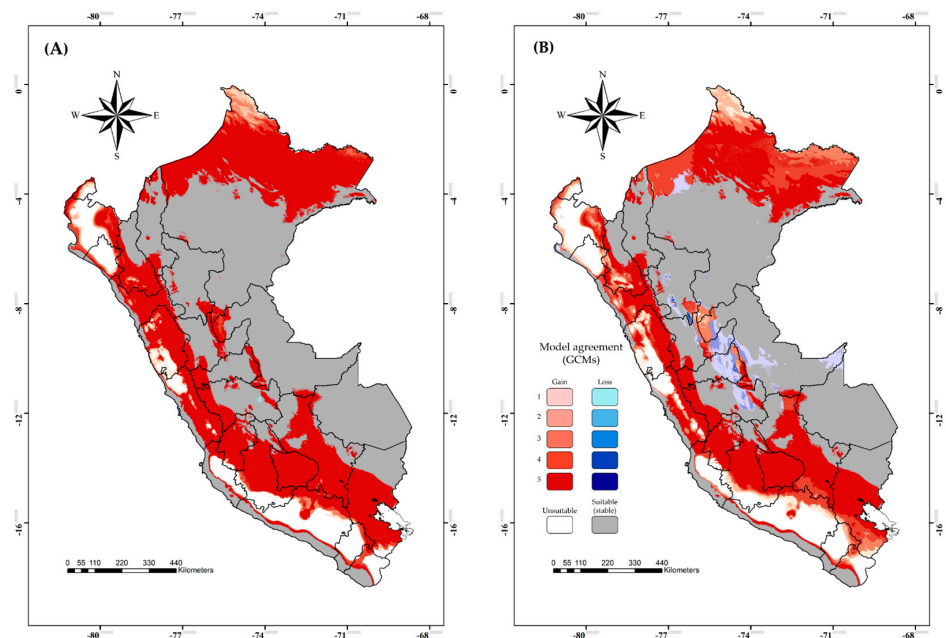 -80 -77 -74 -71 -68
(A)
N
W E
S
0
-4
-8
-12
-16
0 55 110 220 330 440
Kilometers
-80 -77 -74 -71 -68
-80 -77 -74 -71 -68
(B)
N
W E
S
0
-4
-8
-12
-16
Model agreement
(GCMs)
Gain Loss
1
2
3
4
5
Unsuitable Suitable
(stable)
0 55 110 220 330 440
Kilometers
-80 -77 -74 -71 -68